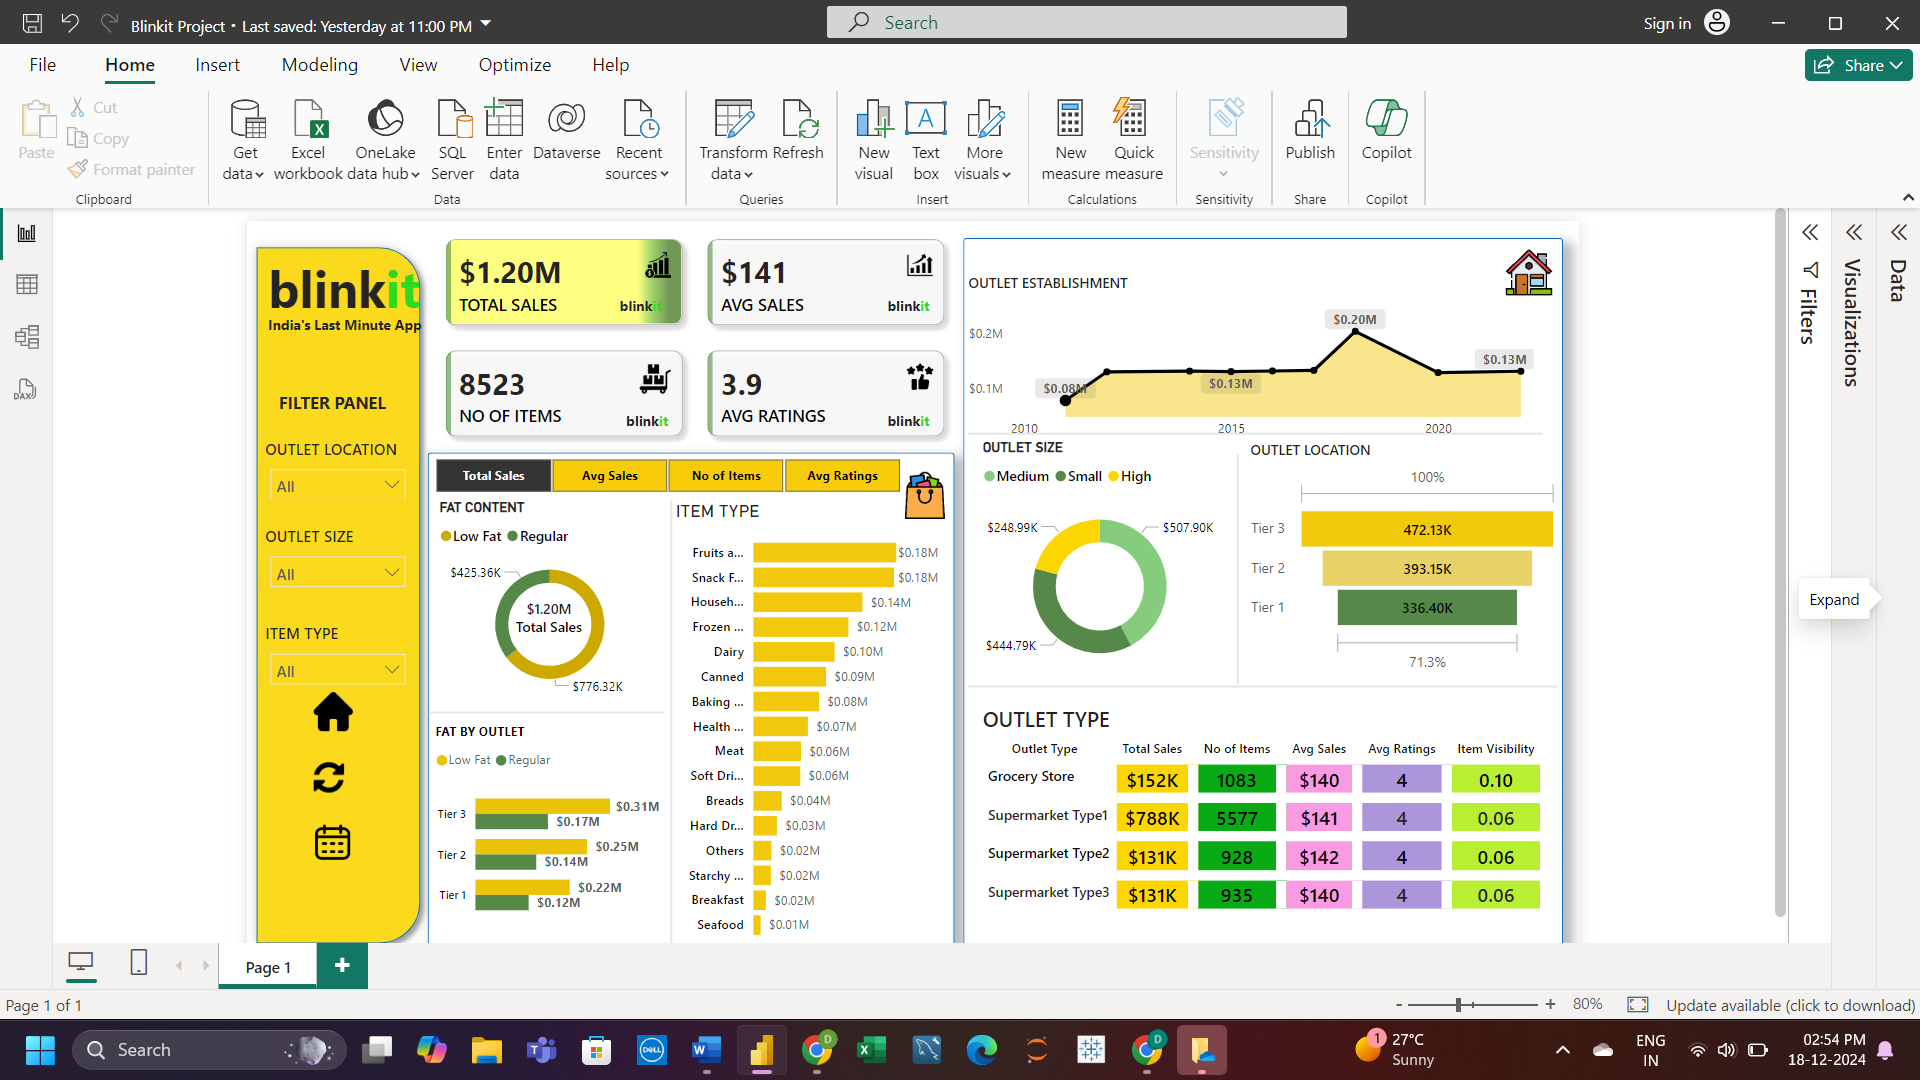 Blinkit Project • Last saved: Yesterday at 11:00 PM
Search
Sign in
File Home Insert Modeling View Optimize Help
Share
Paste
Cut
Copy
Format painter
Clipboard
Get data
Excel workbook
OneLake data hub
SQL Server
Enter data
Dataverse
Recent sources
Data
Transform data
Refresh
Queries
New visual
Text box
More visuals
Insert
New measure
Quick measure
Calculations
Sensitivity
Sensitivity
Publish
Share
Copilot
Copilot
DAX
blinkit
India's Last Minute App
FILTER PANEL
OUTLET LOCATION
All
OUTLET SIZE
All
ITEM TYPE
All
$1.20M
TOTAL SALES
blinkit
$141
AVG SALES
blinkit
8523
NO OF ITEMS
blinkit
3.9
AVG RATINGS
blinkit
Total Sales Avg Sales No of Items Avg Ratings
FAT CONTENT
Low Fat Regular
$425.36K
$1.20M
Total Sales
$776.32K
FAT BY OUTLET
Low Fat Regular
Tier 3 $0.31M
$0.17M
Tier 2 $0.25M
$0.14M
Tier 1 $0.22M
$0.12M
ITEM TYPE
Fruits a... $0.18M
Snack F... $0.18M
Househ... $0.14M
Frozen ... $0.12M
Dairy $0.10M
Canned $0.09M
Baking ... $0.08M
Health ... $0.07M
Meat $0.06M
Soft Dri... $0.06M
Breads $0.04M
Hard Dr... $0.03M
Others $0.02M
Starchy ... $0.02M
Breakfast $0.02M
Seafood $0.01M
OUTLET ESTABLISHMENT
$0.2M
$0.1M
$0.08M
$0.13M
$0.20M
$0.13M
2010 2015 2020
OUTLET SIZE
Medium Small High
$248.99K
$507.90K
$444.79K
OUTLET LOCATION
100%
Tier 3 472.13K
Tier 2 393.15K
Tier 1 336.40K
71.3%
OUTLET TYPE
Outlet Type Total Sales No of Items Avg Sales Avg Ratings Item Visibility
Grocery Store $152K 1083 $140 4 0.10
Supermarket Type1 $788K 5577 $141 4 0.06
Supermarket Type2 $131K 928 $142 4 0.06
Supermarket Type3 $131K 935 $140 4 0.06
Filters
Visualizations
Data
Expand
Page 1
+
Page 1 of 1
- + 80%
Update available (click to download)
Search
DELL
1
27°C
Sunny
ENG
IN
02:54 PM
18-12-2024